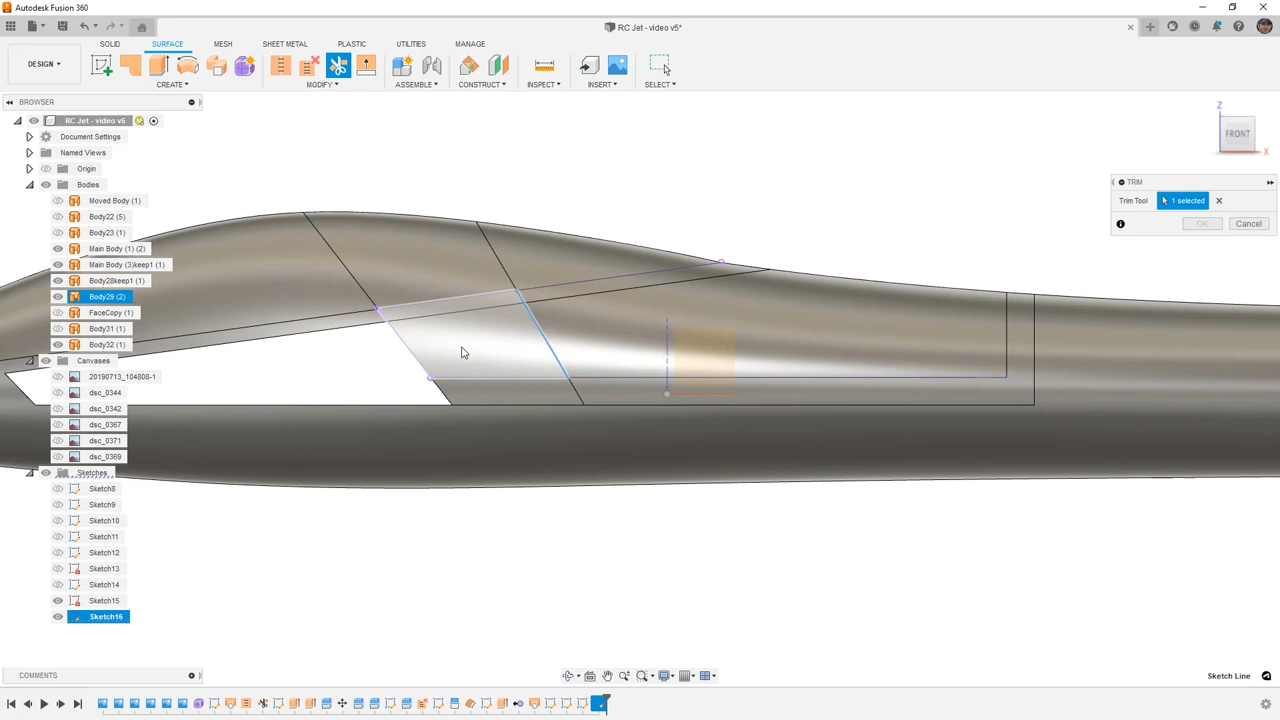 Autodesk Fusion 360
RC Jet - video v5*
DESIGN
SOLID
SURFACE
MESH
SHEET METAL
PLASTIC
UTILITIES
MANAGE
CREATE
MODIFY
ASSEMBLE
CONSTRUCT
INSPECT
INSERT
SELECT
BROWSER
RC Jet - video v5
Document Settings
Named Views
Origin
Bodies
Moved Body (1)
Body22 (5)
Body23 (1)
Main Body (1) (2)
Main Body (3)keep1 (1)
Body28keep1 (1)
Body29 (2)
FaceCopy (1)
Body31 (1)
Body32 (1)
Canvases
20190713_104808-1
dsc_0344
dsc_0342
dsc_0367
dsc_0371
dsc_0369
Sketches
Sketch8
Sketch9
Sketch10
Sketch11
Sketch12
Sketch13
Sketch14
Sketch15
Sketch16
Z
FRONT
X
TRIM
Trim Tool
1 selected
OK
Cancel
COMMENTS
Sketch Line